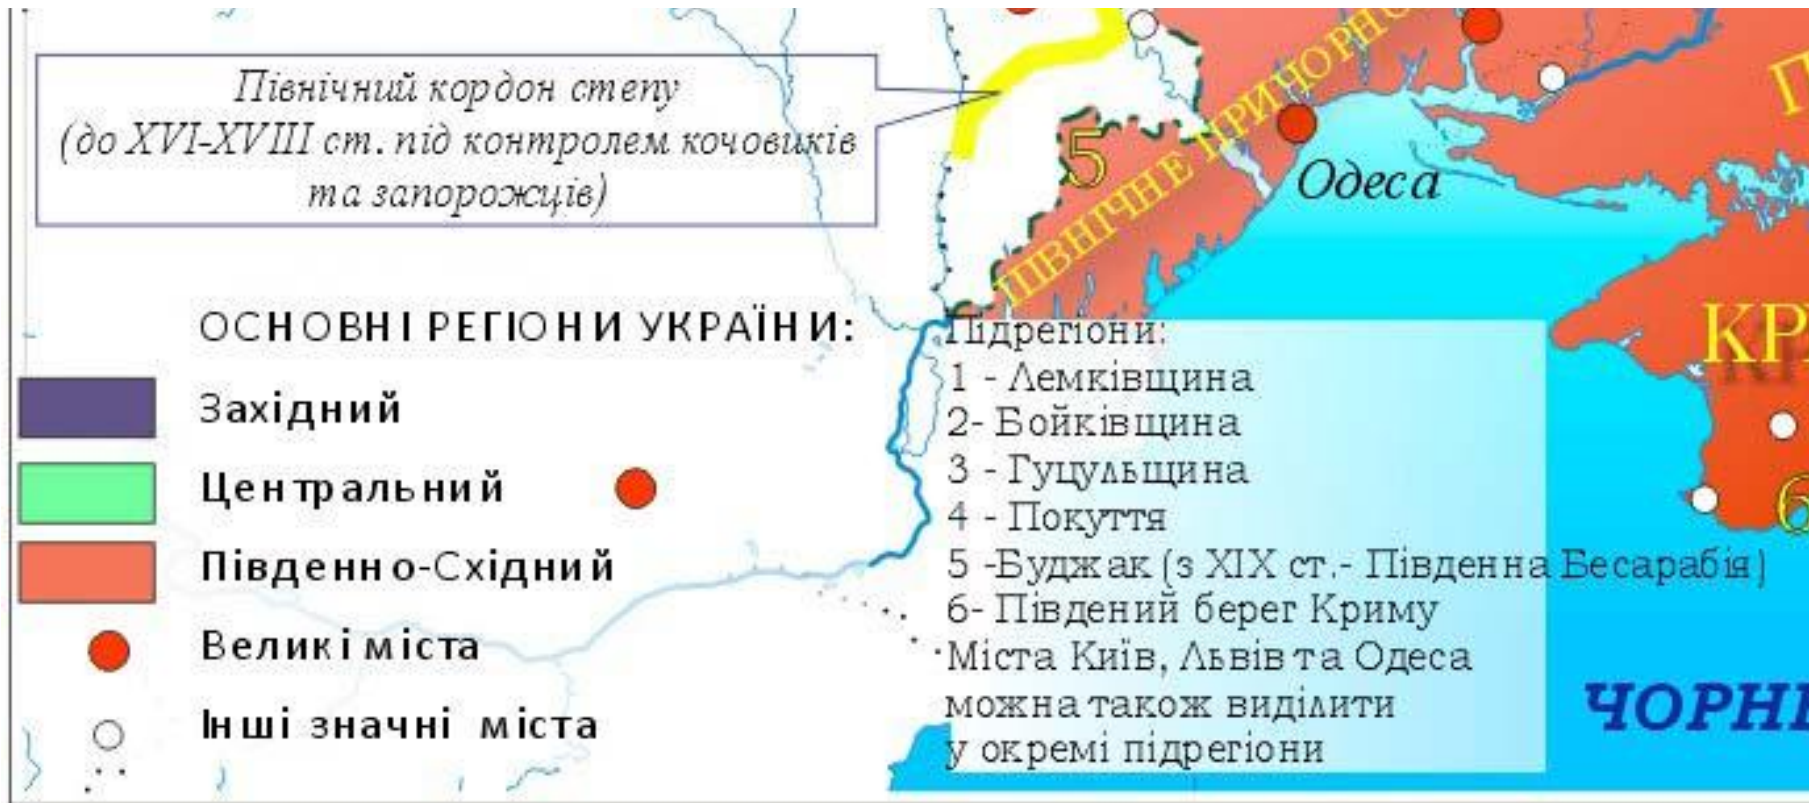 Північний кордон степу
(до XVI-XVIII ст. під контролем кочовиків
та запорожців)
5
ПІВНІЧНЕ ПРИЧОРНО
П
Одеса
КР
6
ОСНОВНІ РЕГІОНИ УКРАЇНИ:
Західний
Центральний
Південно-Східний
Великі міста
Інші значні міста
Підрегіони:
1 - Лемківщина
2- Бойківщина
3 - Гуцульщина
4 - Покуття
5 -Буджак (з XIX ст.- Південна Бесарабія)
6- Південий берег Криму
Міста Київ, Львів та Одеса
можна також виділити
у окремі підрегіони
ЧОРН